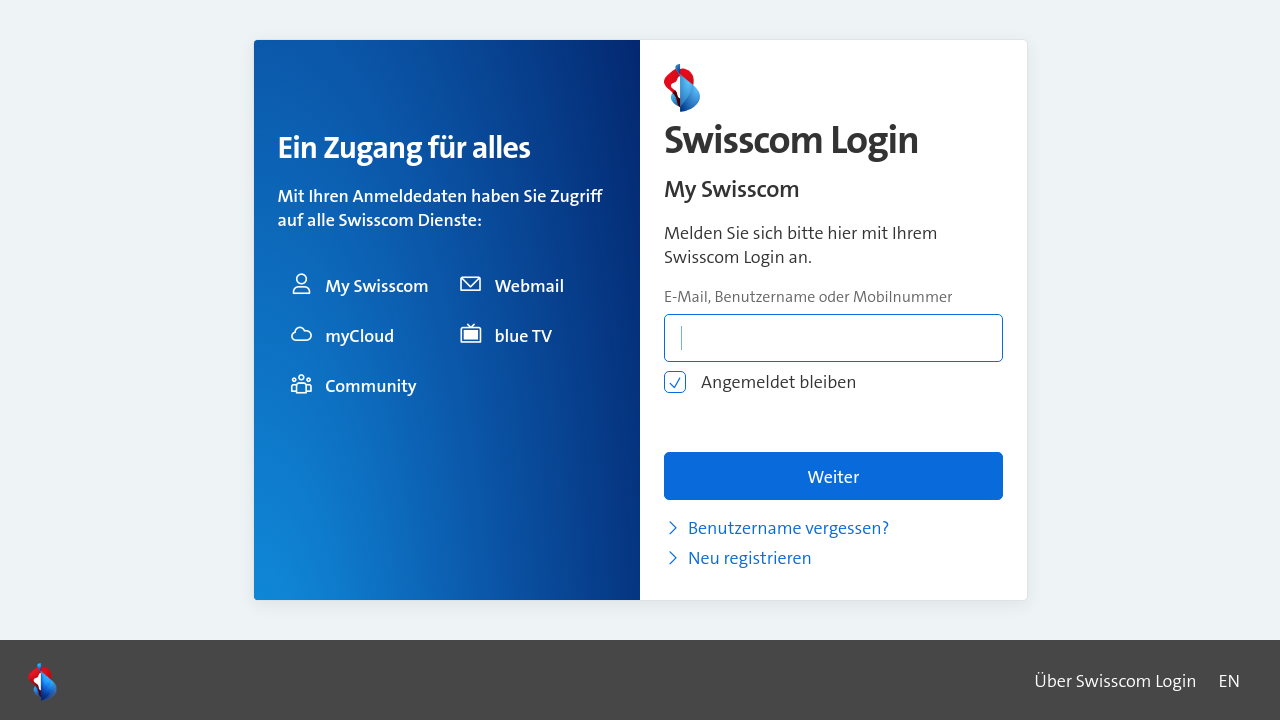 Ein Zugang für alles
Mit Ihren Anmeldedaten haben Sie Zugriff
auf alle Swisscom Dienste:
My Swisscom
Webmail
myCloud
blue TV
Community
Swisscom Login
My Swisscom
Melden Sie sich bitte hier mit Ihrem
Swisscom Login an.
E-Mail, Benutzername oder Mobilnummer
Angemeldet bleiben
Weiter
Benutzername vergessen?
Neu registrieren
Über Swisscom Login
EN